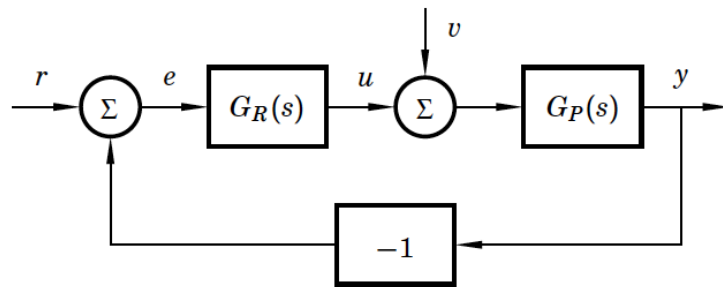 v
r e u y
Σ G_R(s) Σ G_P(s)
−1